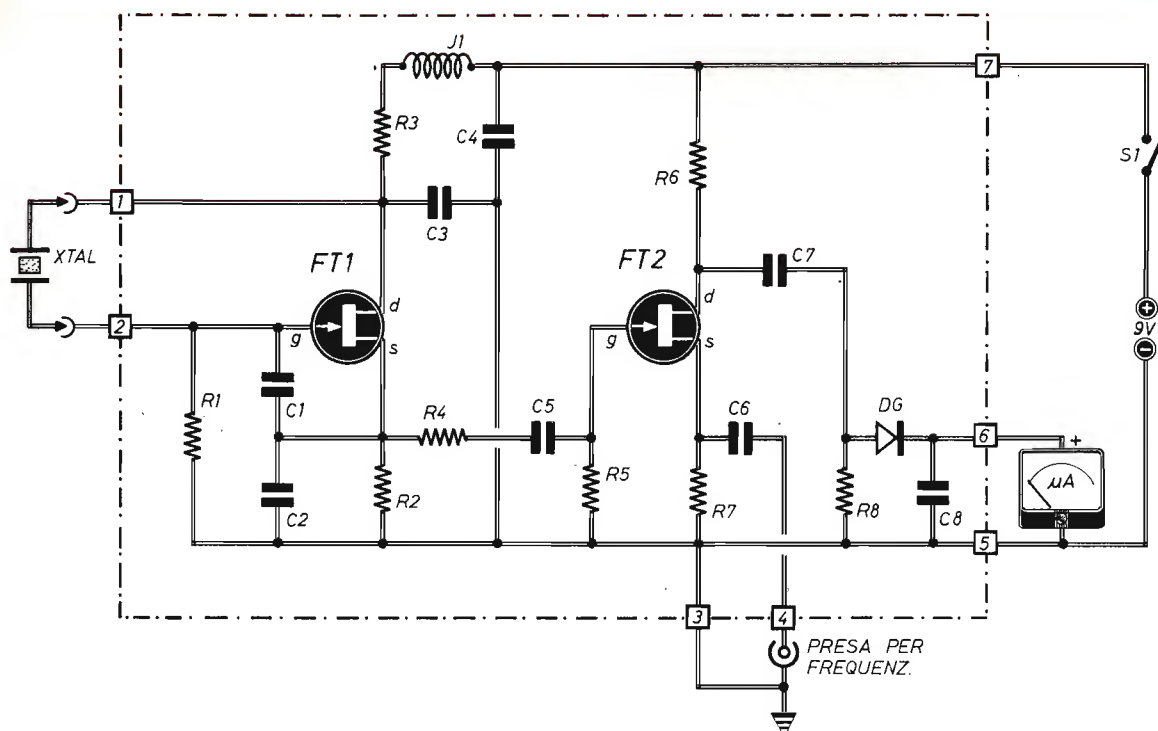 J1
7
R3
C4
R6
S1
1
C3
C7
XTAL
FT1
FT2
d
d
+
9V
-
2
g
s
g
s
C1
R4
C5
C6
DG
6
+
R1
R5
µA
C2
R2
R7
R8
C8
5
3
4
PRESA PER
FREQUENZ.